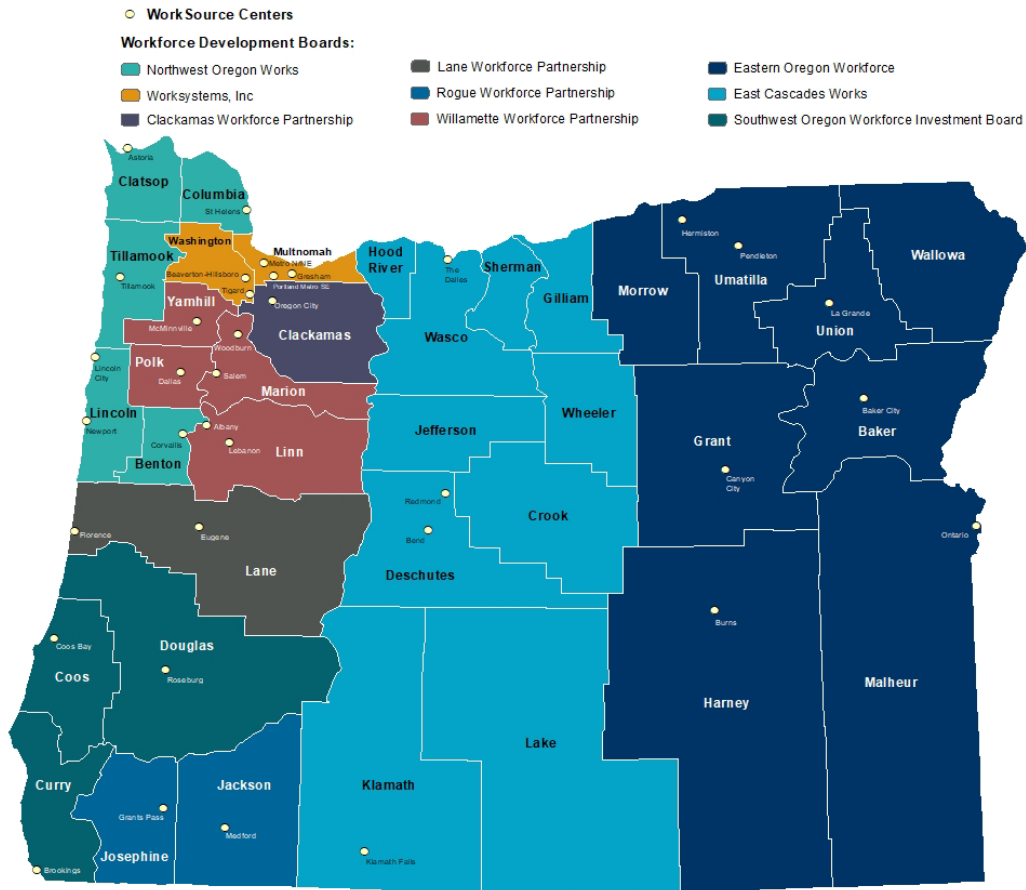 WorkSource Centers
Workforce Development Boards:
Northwest Oregon Works
Worksystems, Inc
Clackamas Workforce Partnership
Lane Workforce Partnership
Rogue Workforce Partnership
Willamette Workforce Partnership
Eastern Oregon Workforce
East Cascades Works
Southwest Oregon Workforce Investment Board
Astoria
Clatsop
Columbia
St Helens
Washington
Tillamook
Tillamook
Beaverton-Hillsboro
Tigard
Multnomah
Metro N/NE
Gresham
Portland Metro SE
Oregon City
Clackamas
Hood
River
The
Dalles
Sherman
Gilliam
Wasco
Morrow
Hermiston
Pendleton
Umatilla
La Grande
Union
Wallowa
Yamhill
McMinnville
Woodburn
Polk
Dallas
Salem
Marion
Lincoln
City
Lincoln
Newport
Corvallis
Benton
Albany
Lebanon
Linn
Jefferson
Wheeler
Grant
Canyon
City
Baker City
Baker
Redmond
Bend
Crook
Deschutes
Florence
Eugene
Lane
Ontario
Burns
Harney
Malheur
Coos Bay
Coos
Douglas
Roseburg
Lake
Klamath
Klamath Falls
Curry
Brookings
Grants Pass
Josephine
Jackson
Medford